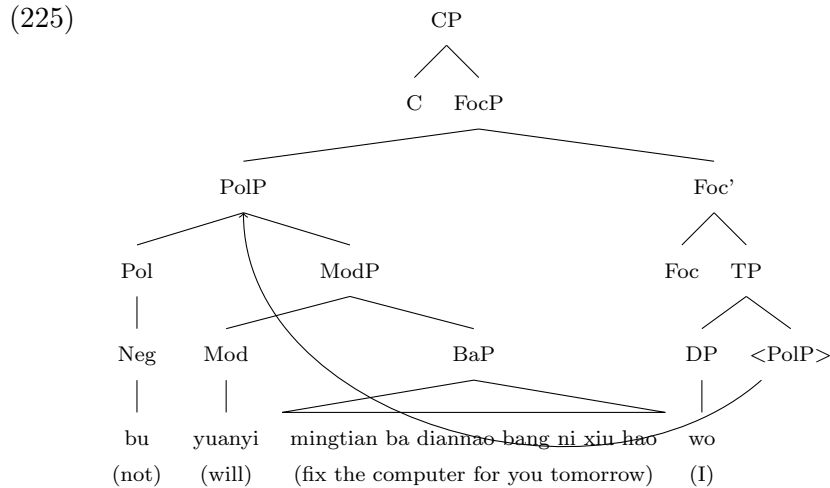 (225)
CP
C FocP
PolP Foc'
Pol ModP Foc TP
Neg Mod BaP DP <PolP>
bu yuanyi mingtian ba diannao bang ni xiu hao wo
(not) (will) (fix the computer for you tomorrow) (I)